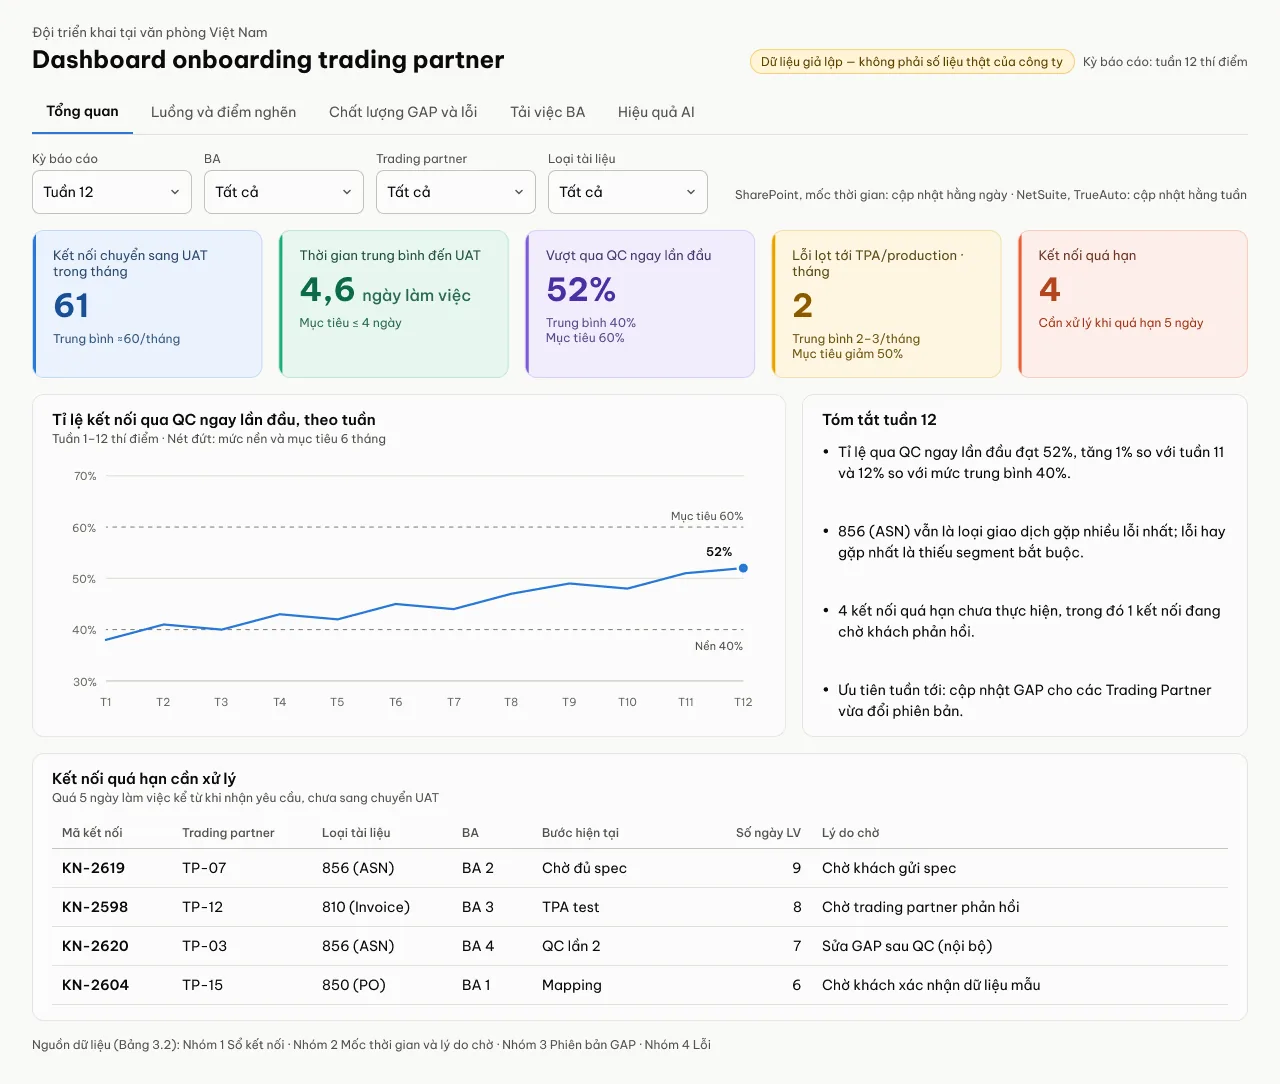 Đội triển khai tại văn phòng Việt Nam
Dashboard onboarding trading partner
Dữ liệu giả lập — không phải số liệu thật của công ty
Kỳ báo cáo: tuần 12 thí điểm
Tổng quan
Luồng và điểm nghẽn
Chất lượng GAP và lỗi
Tải việc BA
Hiệu quả AI
Kỳ báo cáo
BA
Trading partner
Loại tài liệu
Tuần 12
Tất cả
Tất cả
Tất cả
SharePoint, mốc thời gian: cập nhật hằng ngày · NetSuite, TrueAuto: cập nhật hằng tuần
Kết nối chuyển sang UAT
trong tháng
61
Trung bình ≈60/tháng
Thời gian trung bình đến UAT
4,6 ngày làm việc
Mục tiêu ≤ 4 ngày
Vượt qua QC ngay lần đầu
52%
Trung bình 40%
Mục tiêu 60%
Lỗi lọt tới TPA/production ·
tháng
2
Trung bình 2–3/tháng
Mục tiêu giảm 50%
Kết nối quá hạn
4
Cần xử lý khi quá hạn 5 ngày
Tỉ lệ kết nối qua QC ngay lần đầu, theo tuần
Tuần 1–12 thí điểm · Nét đứt: mức nền và mục tiêu 6 tháng
70%
60%
50%
40%
30%
Mục tiêu 60%
52%
Nền 40%
T1 T2 T3 T4 T5 T6 T7 T8 T9 T10 T11 T12
Tóm tắt tuần 12
• Tỉ lệ qua QC ngay lần đầu đạt 52%, tăng 1% so với tuần 11
và 12% so với mức trung bình 40%.
• 856 (ASN) vẫn là loại giao dịch gặp nhiều lỗi nhất; lỗi hay
gặp nhất là thiếu segment bắt buộc.
• 4 kết nối quá hạn chưa thực hiện, trong đó 1 kết nối đang
chờ khách phản hồi.
• Ưu tiên tuần tới: cập nhật GAP cho các Trading Partner
vừa đổi phiên bản.
Kết nối quá hạn cần xử lý
Quá 5 ngày làm việc kể từ khi nhận yêu cầu, chưa sang chuyển UAT
Mã kết nối Trading partner Loại tài liệu BA Bước hiện tại Số ngày LV Lý do chờ
KN-2619 TP-07 856 (ASN) BA 2 Chờ đủ spec 9 Chờ khách gửi spec
KN-2598 TP-12 810 (Invoice) BA 3 TPA test 8 Chờ trading partner phản hồi
KN-2620 TP-03 856 (ASN) BA 4 QC lần 2 7 Sửa GAP sau QC (nội bộ)
KN-2604 TP-15 850 (PO) BA 1 Mapping 6 Chờ khách xác nhận dữ liệu mẫu
Nguồn dữ liệu (Bảng 3.2): Nhóm 1 Sổ kết nối · Nhóm 2 Mốc thời gian và lý do chờ · Nhóm 3 Phiên bản GAP · Nhóm 4 Lỗi